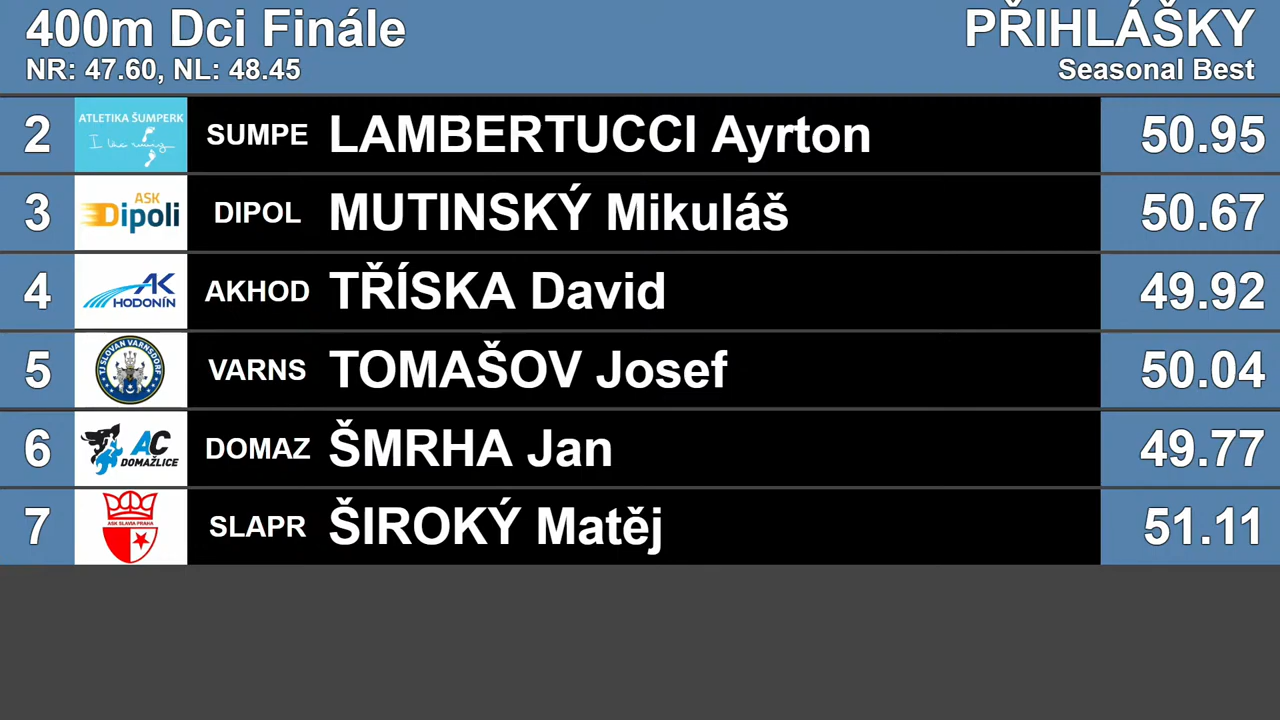 400m Dci Finále
PŘIHLÁŠKY
NR: 47.60, NL: 48.45
Seasonal Best
2 ATLETIKA ŠUMPERK SUMPE LAMBERTUCCI Ayrton 50.95
3 ASK Dipoli DIPOL MUTINSKÝ Mikuláš 50.67
4 AK HODONÍN AKHOD TŘÍSKA David 49.92
5 TJ SLOVAN VARNSDORF VARNS TOMAŠOV Josef 50.04
6 AC DOMAŽLICE DOMAZ ŠMRHA Jan 49.77
7 ASK SLAVIA PRAHA SLAPR ŠIROKÝ Matěj 51.11